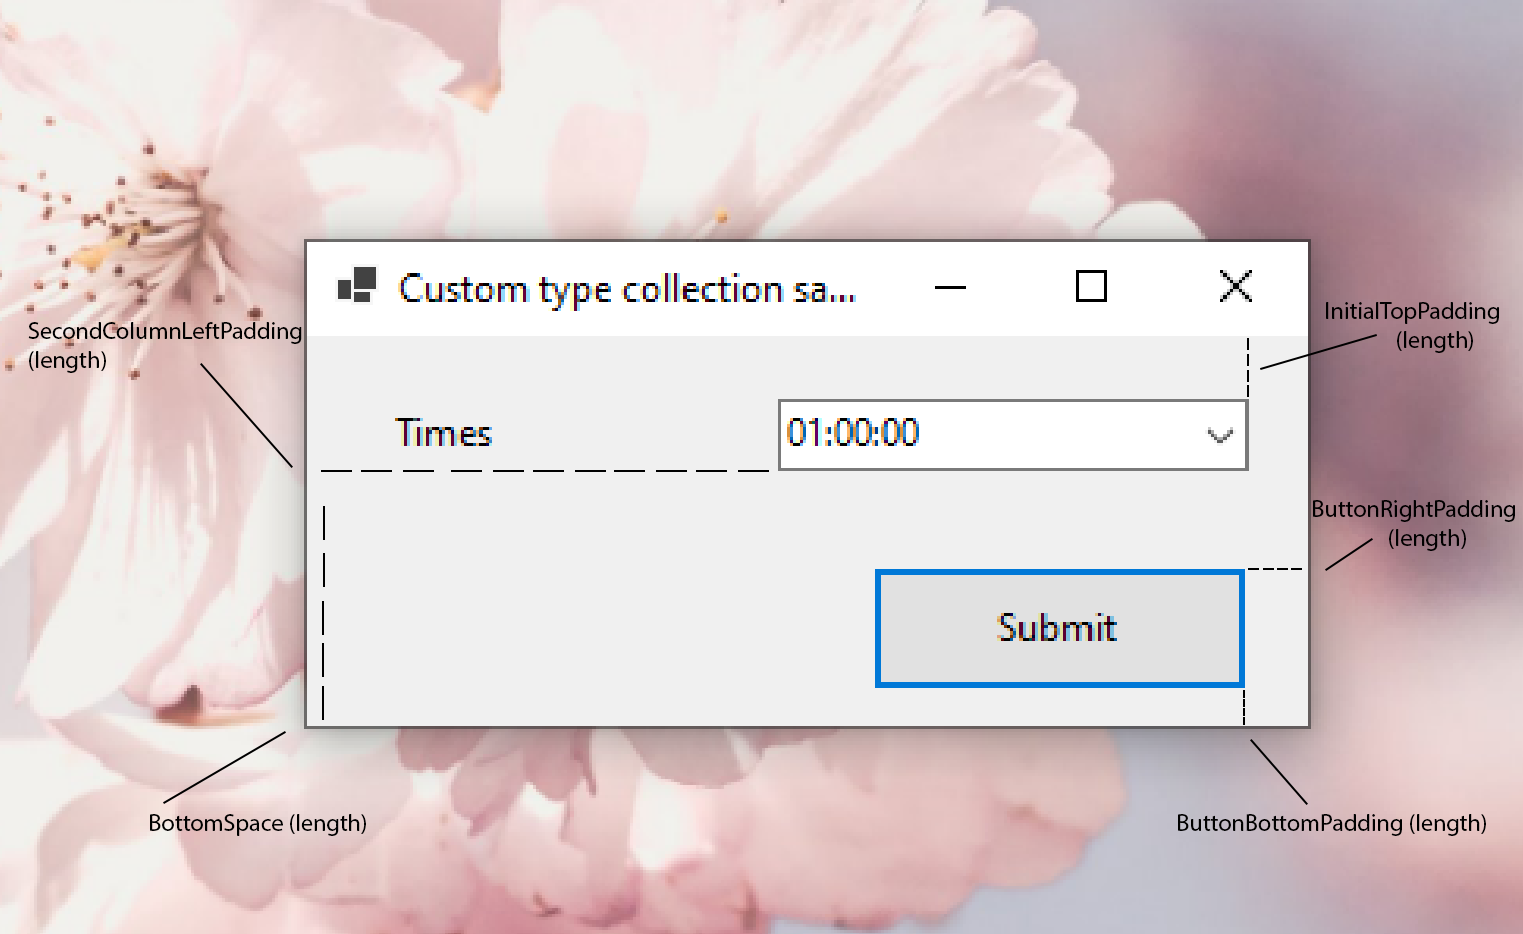 Custom type collection sa...
SecondColumnLeftPadding
(length)
InitialTopPadding
(length)
Times
01:00:00
ButtonRightPadding
(length)
Submit
BottomSpace (length)
ButtonBottomPadding (length)